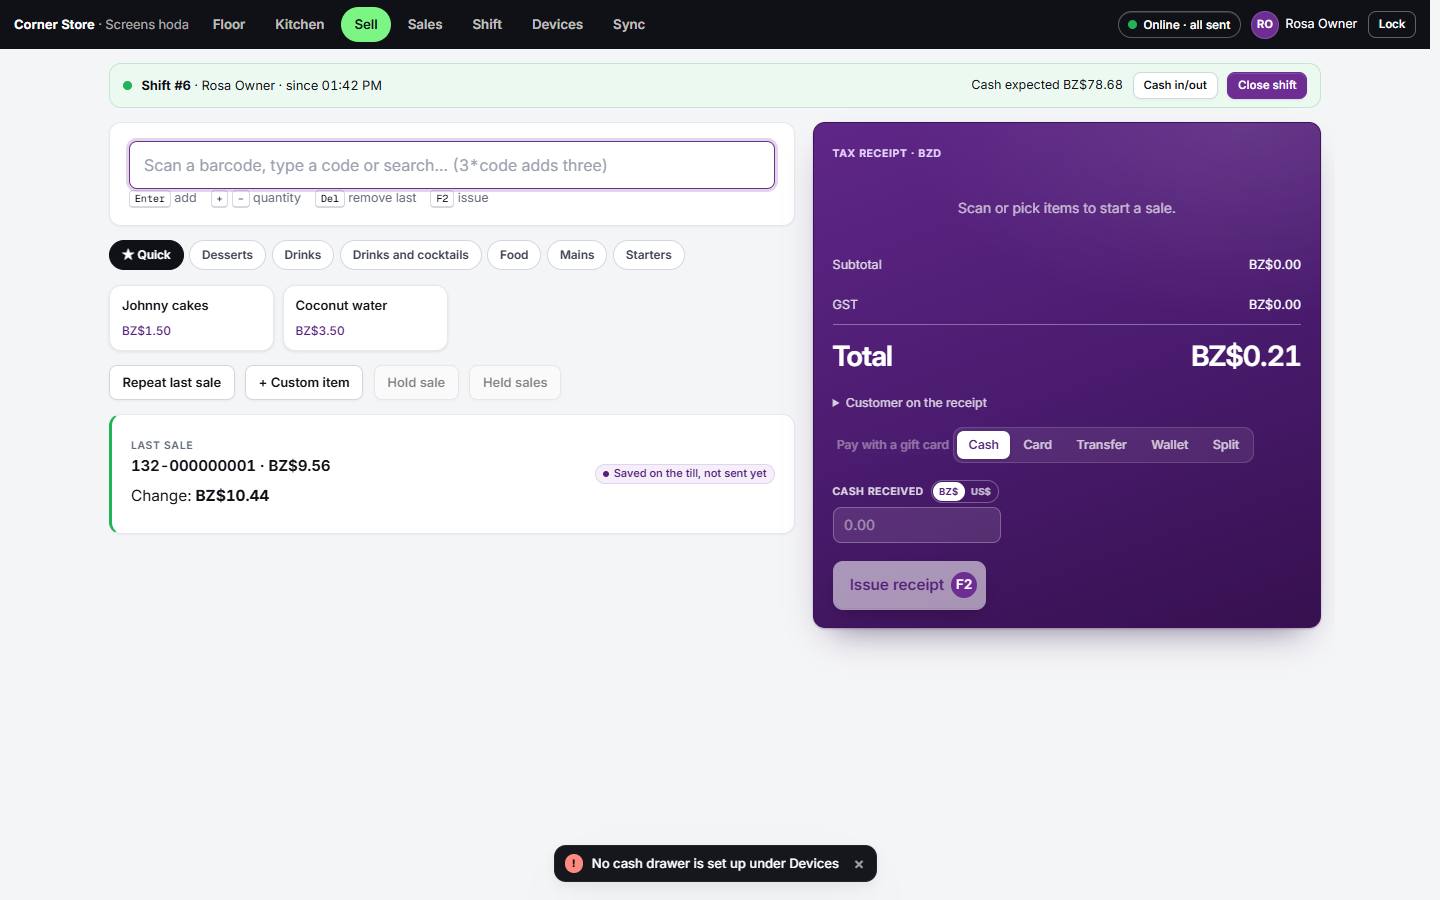 Corner Store · Screens hoda Floor Kitchen Sell Sales Shift Devices Sync Online · all sent RO Rosa Owner Lock
Shift #6 · Rosa Owner · since 01:42 PM Cash expected BZ$78.68 Cash in/out Close shift
Scan a barcode, type a code or search... (3*code adds three)
Enter add + − quantity Del remove last F2 issue
★ Quick Desserts Drinks Drinks and cocktails Food Mains Starters
Johnny cakes
BZ$1.50
Coconut water
BZ$3.50
Repeat last sale + Custom item Hold sale Held sales
LAST SALE
132-000000001 · BZ$9.56
Change: BZ$10.44
Saved on the till, not sent yet
TAX RECEIPT · BZD
Scan or pick items to start a sale.
Subtotal BZ$0.00
GST BZ$0.00
Total BZ$0.21
▶ Customer on the receipt
Pay with a gift card Cash Card Transfer Wallet Split
CASH RECEIVED BZ$ US$
0.00
Issue receipt F2
! No cash drawer is set up under Devices ×